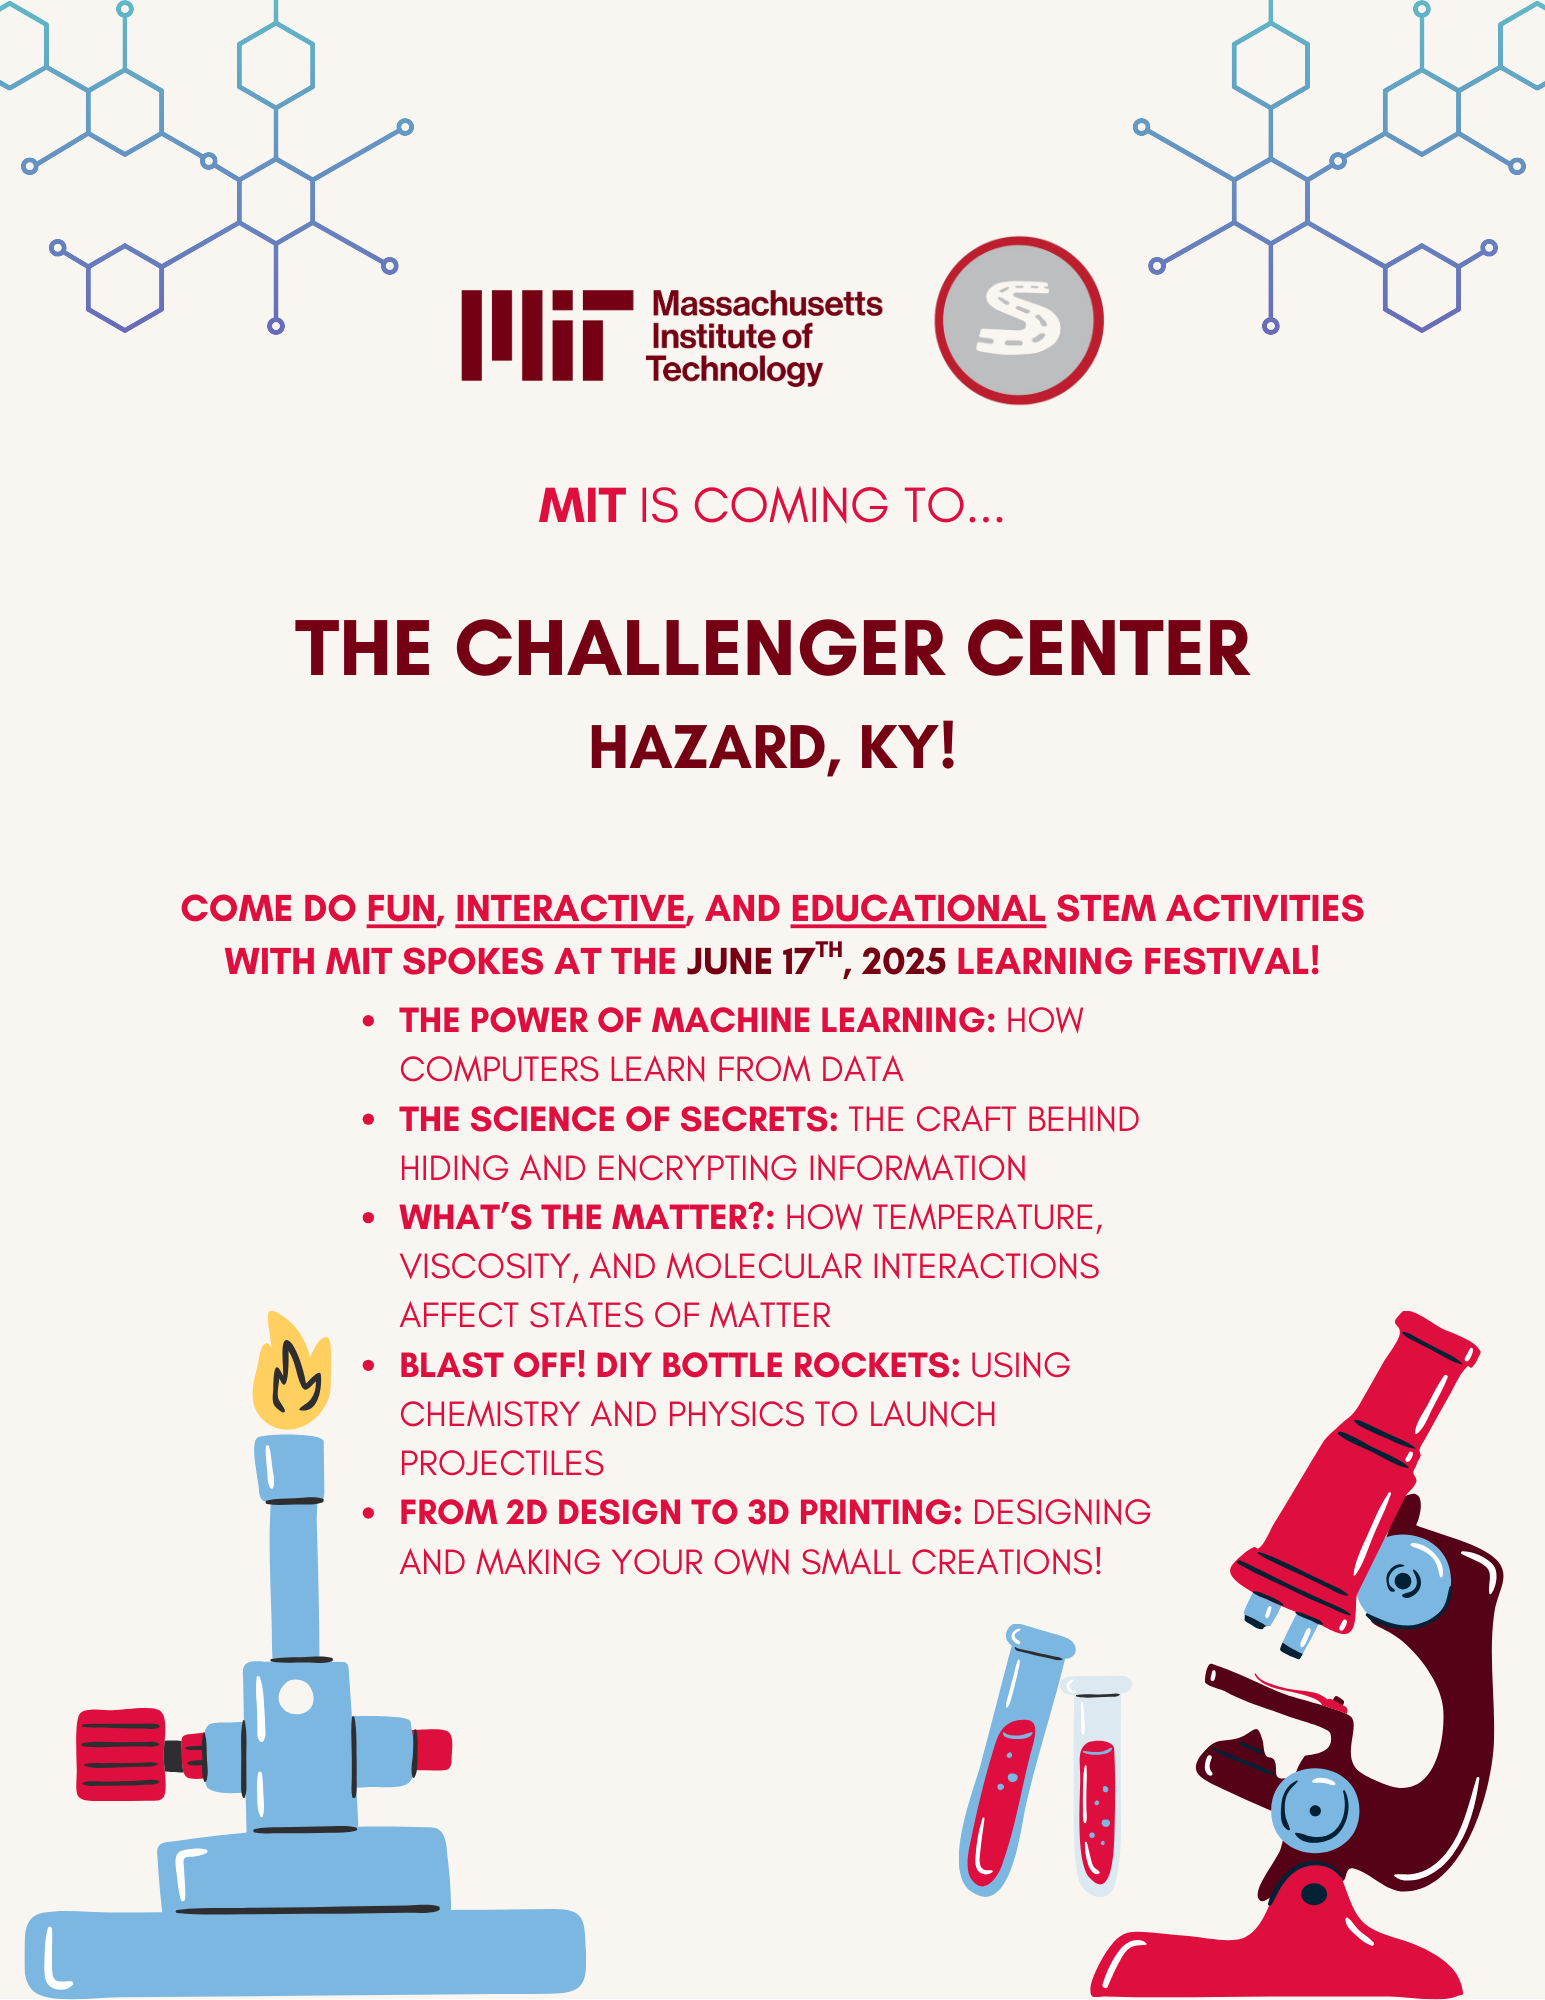 Massachusetts
Institute of
Technology
MIT
S
MIT IS COMING TO...
THE CHALLENGER CENTER
HAZARD, KY!
COME DO FUN, INTERACTIVE, AND EDUCATIONAL STEM ACTIVITIES
WITH MIT SPOKES AT THE JUNE 17TH, 2025 LEARNING FESTIVAL!
• THE POWER OF MACHINE LEARNING: HOW
COMPUTERS LEARN FROM DATA
• THE SCIENCE OF SECRETS: THE CRAFT BEHIND
HIDING AND ENCRYPTING INFORMATION
• WHAT’S THE MATTER?: HOW TEMPERATURE,
VISCOSITY, AND MOLECULAR INTERACTIONS
AFFECT STATES OF MATTER
• BLAST OFF! DIY BOTTLE ROCKETS: USING
CHEMISTRY AND PHYSICS TO LAUNCH
PROJECTILES
• FROM 2D DESIGN TO 3D PRINTING: DESIGNING
AND MAKING YOUR OWN SMALL CREATIONS!